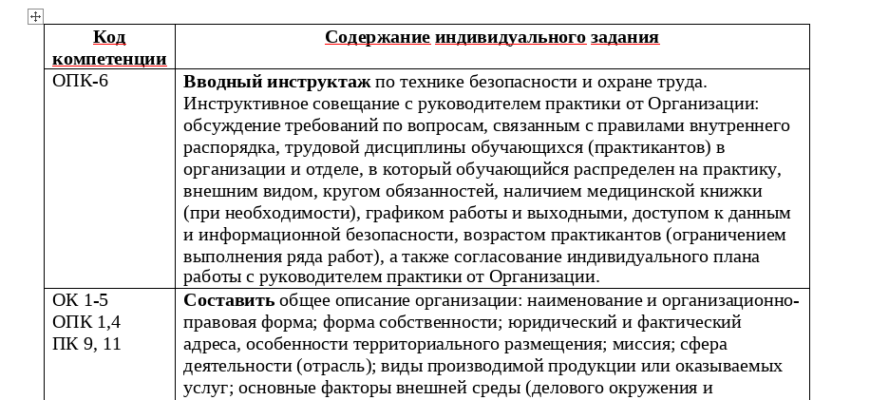 Код
компетенции
Содержание индивидуального задания
ОПК-6
Вводный инструктаж по технике безопасности и охране труда.
Инструктивное совещание с руководителем практики от Организации:
обсуждение требований по вопросам, связанным с правилами внутреннего
распорядка, трудовой дисциплины обучающихся (практикантов) в
организации и отделе, в который обучающийся распределен на практику,
внешним видом, кругом обязанностей, наличием медицинской книжки
(при необходимости), графиком работы и выходными, доступом к данным
и информационной безопасности, возрастом практикантов (ограничением
выполнения ряда работ), а также согласование индивидуального плана
работы с руководителем практики от Организации.
ОК 1-5
ОПК 1,4
ПК 9, 11
Составить общее описание организации: наименование и организационно-
правовая форма; форма собственности; юридический и фактический
адреса, особенности территориального размещения; миссия; сфера
деятельности (отрасль); виды производимой продукции или оказываемых
услуг; основные факторы внешней среды (делового окружения и